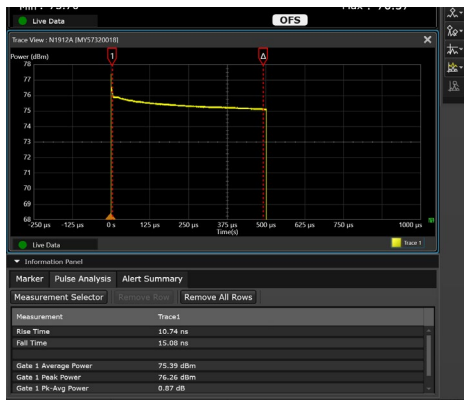 Live Data
OFS
Trace View : N1912A [MY57320018]
Power (dBm)
1
Δ
78
77
76
75
74
73
72
71
70
69
68
-250 µs -125 µs 0 s 125 µs 250 µs 375 µs 500 µs 625 µs 750 µs 1000 µs
Time(s)
Live Data
Trace 1
Information Panel
Marker Pulse Analysis Alert Summary
Measurement Selector Remove Row Remove All Rows
Measurement Trace1
Rise Time 10.74 ns
Fall Time 15.08 ns
Gate 1 Average Power 75.39 dBm
Gate 1 Peak Power 76.26 dBm
Gate 1 Pk-Avg Power 0.87 dB